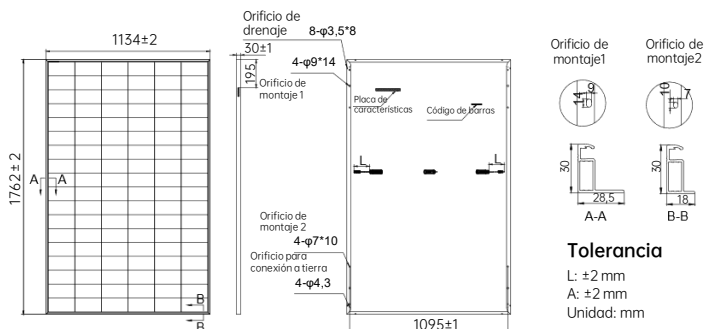 1134±2
1762±2
A
A
B
B
30±1
195
Orificio de
drenaje
8-φ3,5*8
4-φ9*14
Orificio de
montaje 1
Placa de
características
Código de barras
L
L
Orificio de
montaje 2
4-φ7*10
Orificio para
conexión a tierra
4-φ4,3
1095±1
Orificio de
montaje1
Orificio de
montaje2
14
9
10
7
30
28,5
A-A
30
18
B-B
Tolerancia
L: ±2 mm
A: ±2 mm
Unidad: mm